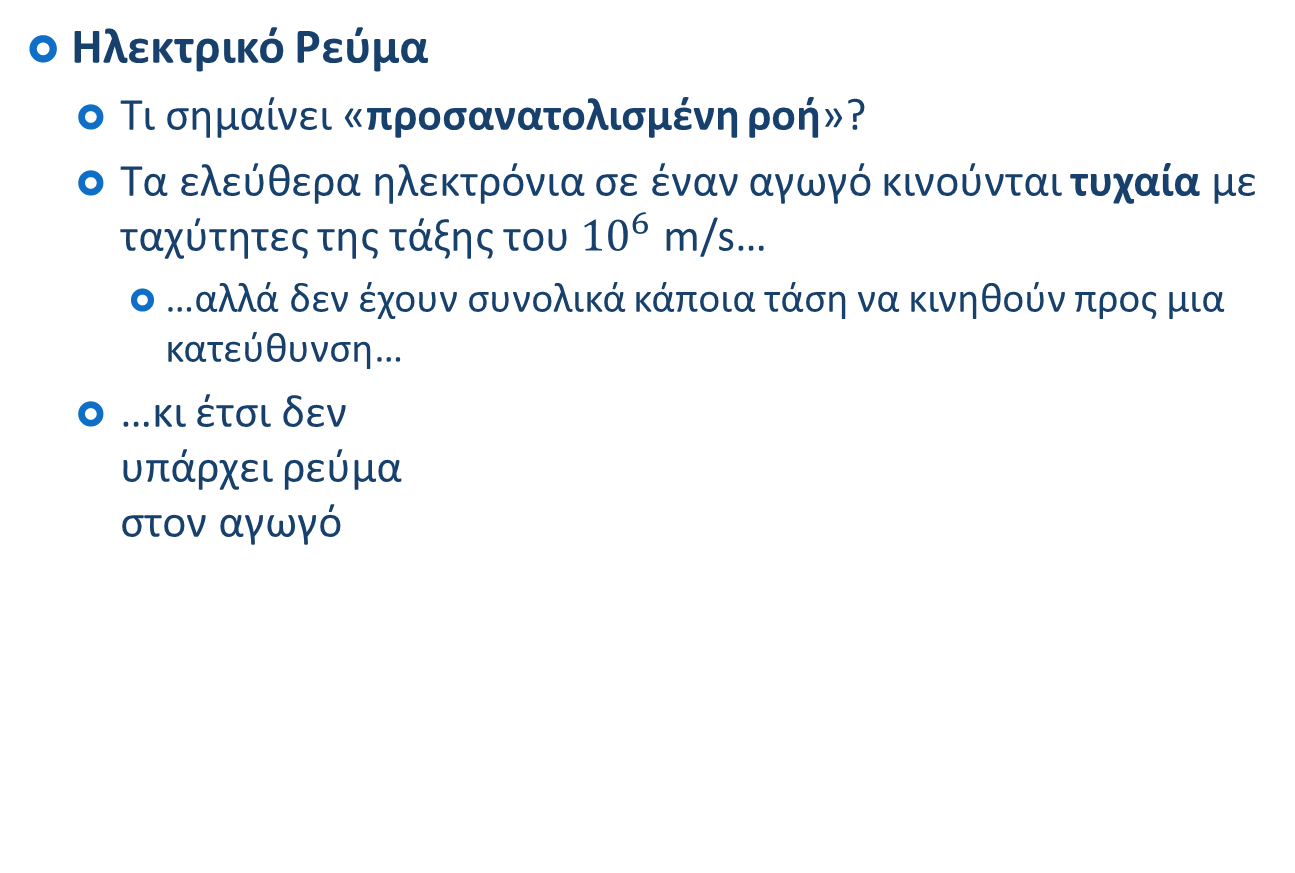 Ηλεκτρικό Ρεύμα
Τι σημαίνει «προσανατολισμένη ροή»?
Τα ελεύθερα ηλεκτρόνια σε έναν αγωγό κινούνται τυχαία με
ταχύτητες της τάξης του 10⁶ m/s…
…αλλά δεν έχουν συνολικά κάποια τάση να κινηθούν προς μια
κατεύθυνση…
…κι έτσι δεν
υπάρχει ρεύμα
στον αγωγό